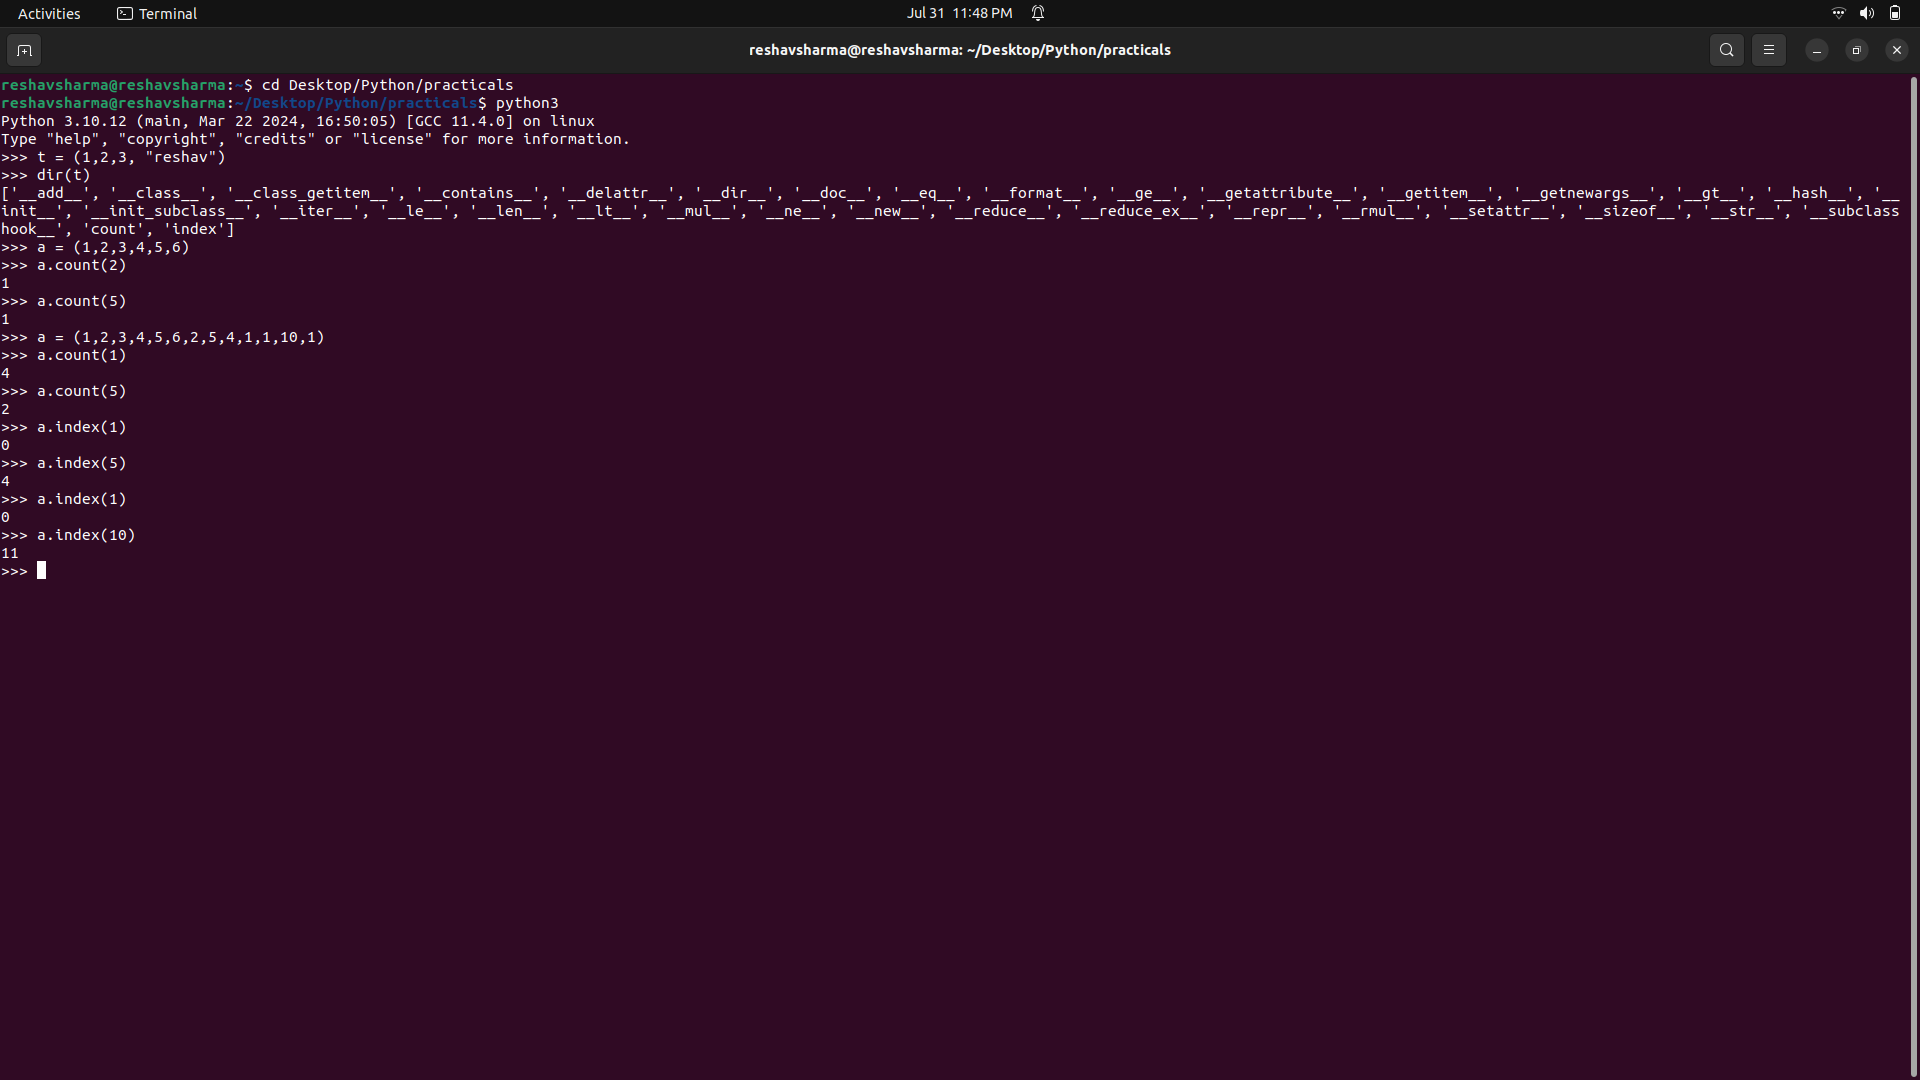 Activities Terminal Jul 31 11:48 PM
reshavsharma@reshavsharma: ~/Desktop/Python/practicals
reshavsharma@reshavsharma:~$ cd Desktop/Python/practicals
reshavsharma@reshavsharma:~/Desktop/Python/practicals$ python3
Python 3.10.12 (main, Mar 22 2024, 16:50:05) [GCC 11.4.0] on linux
Type "help", "copyright", "credits" or "license" for more information.
>>> t = (1,2,3, "reshav")
>>> dir(t)
['__add__', '__class__', '__class_getitem__', '__contains__', '__delattr__', '__dir__', '__doc__', '__eq__', '__format__', '__ge__', '__getattribute__', '__getitem__', '__getnewargs__', '__gt__', '__hash__', '__
init__', '__init_subclass__', '__iter__', '__le__', '__len__', '__lt__', '__mul__', '__ne__', '__new__', '__reduce__', '__reduce_ex__', '__repr__', '__rmul__', '__setattr__', '__sizeof__', '__str__', '__subclass
hook__', 'count', 'index']
>>> a = (1,2,3,4,5,6)
>>> a.count(2)
1
>>> a.count(5)
1
>>> a = (1,2,3,4,5,6,2,5,4,1,1,10,1)
>>> a.count(1)
4
>>> a.count(5)
2
>>> a.index(1)
0
>>> a.index(5)
4
>>> a.index(1)
0
>>> a.index(10)
11
>>>